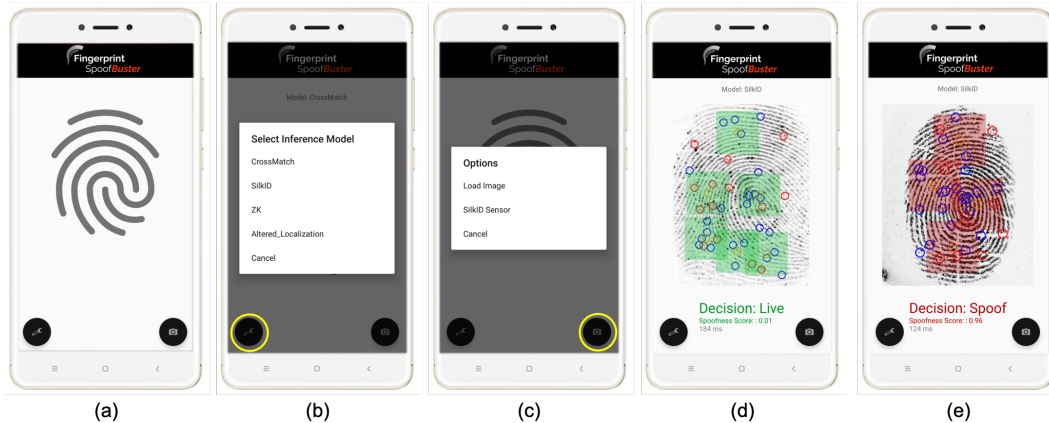 Fingerprint
SpoofBuster
(a)
Fingerprint
SpoofBuster
Model: CrossMatch
Select Inference Model
CrossMatch
SilkID
ZK
Altered_Localization
Cancel
(b)
Fingerprint
SpoofBuster
Options
Load Image
SilkID Sensor
Cancel
(c)
Fingerprint
SpoofBuster
Model: SilkID
Decision: Live
Spoofness Score: : 0.01
184 ms
(d)
Fingerprint
SpoofBuster
Model: SilkID
Decision: Spoof
Spoofness Score: : 0.96
124 ms
(e)